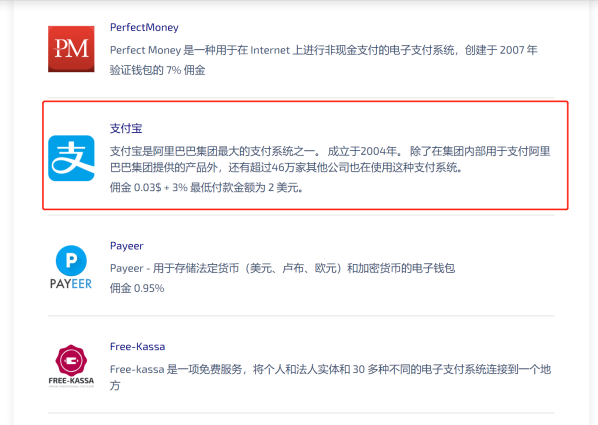 PM
PerfectMoney
Perfect Money 是一种用于在 Internet 上进行非现金支付的电子支付系统，创建于 2007 年
验证钱包的 7% 佣金
支
支付宝
支付宝是阿里巴巴集团最大的支付系统之一。 成立于2004年。 除了在集团内部用于支付阿里
巴巴集团提供的产品外，还有超过46万家其他公司也在使用这种支付系统。
佣金 0.03$ + 3% 最低付款金额为 2 美元。
P
PAYEER
Payeer
Payeer - 用于存储法定货币（美元、卢布、欧元）和加密货币的电子钱包
佣金 0.95%
FREE-KASSA
Free-Kassa
Free-kassa 是一项免费服务，将个人和法人实体和 30 多种不同的电子支付系统连接到一个地
方